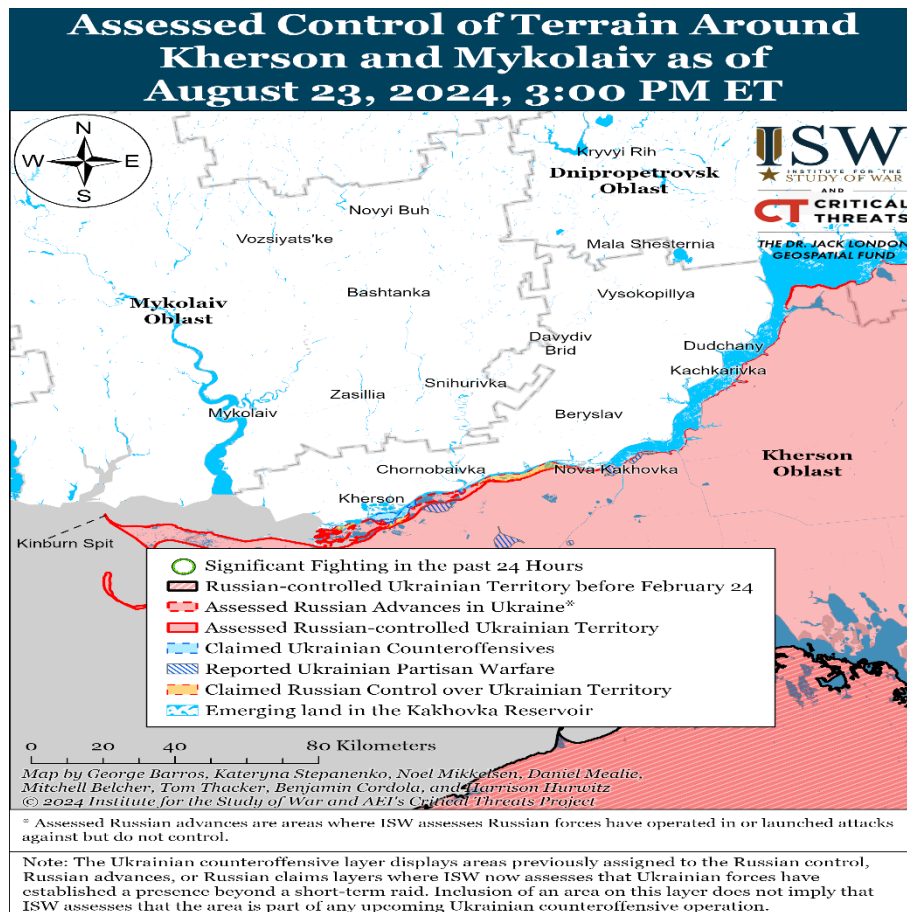 Assessed Control of Terrain Around
Kherson and Mykolaiv as of
August 23, 2024, 3:00 PM ET
N
W
E
S
Kryvyi Rih
Dnipropetrovsk
Oblast
ISW
INSTITUTE FOR THE
STUDY OF WAR
AND
CT CRITICAL
THREATS
THE DR. JACK LONDON
GEOSPATIAL FUND
Novyi Buh
Vozsiyats'ke
Mala Shesternia
Bashtanka
Vysokopillya
Mykolaiv
Oblast
Davydiv
Brid
Dudchany
Kachkarivka
Snihurivka
Zasillia
Mykolaiv
Beryslav
Kherson
Oblast
Chornobaivka
Nova Kakhovka
Kherson
Kinburn Spit
Significant Fighting in the past 24 Hours
Russian-controlled Ukrainian Territory before February 24
Assessed Russian Advances in Ukraine*
Assessed Russian-controlled Ukrainian Territory
Claimed Ukrainian Counteroffensives
Reported Ukrainian Partisan Warfare
Claimed Russian Control over Ukrainian Territory
Emerging land in the Kakhovka Reservoir
0 20 40 80 Kilometers
Map by George Barros, Kateryna Stepanenko, Noel Mikkelsen, Daniel Mealie,
Mitchell Belcher, Tom Thacker, Benjamin Cordola, and Harrison Hurwitz
© 2024 Institute for the Study of War and AEI's Critical Threats Project
* Assessed Russian advances are areas where ISW assesses Russian forces have operated in or launched attacks
against but do not control.
Note: The Ukrainian counteroffensive layer displays areas previously assigned to the Russian control,
Russian advances, or Russian claims layers where ISW now assesses that Ukrainian forces have
established a presence beyond a short-term raid. Inclusion of an area on this layer does not imply that
ISW assesses that the area is part of any upcoming Ukrainian counteroffensive operation.